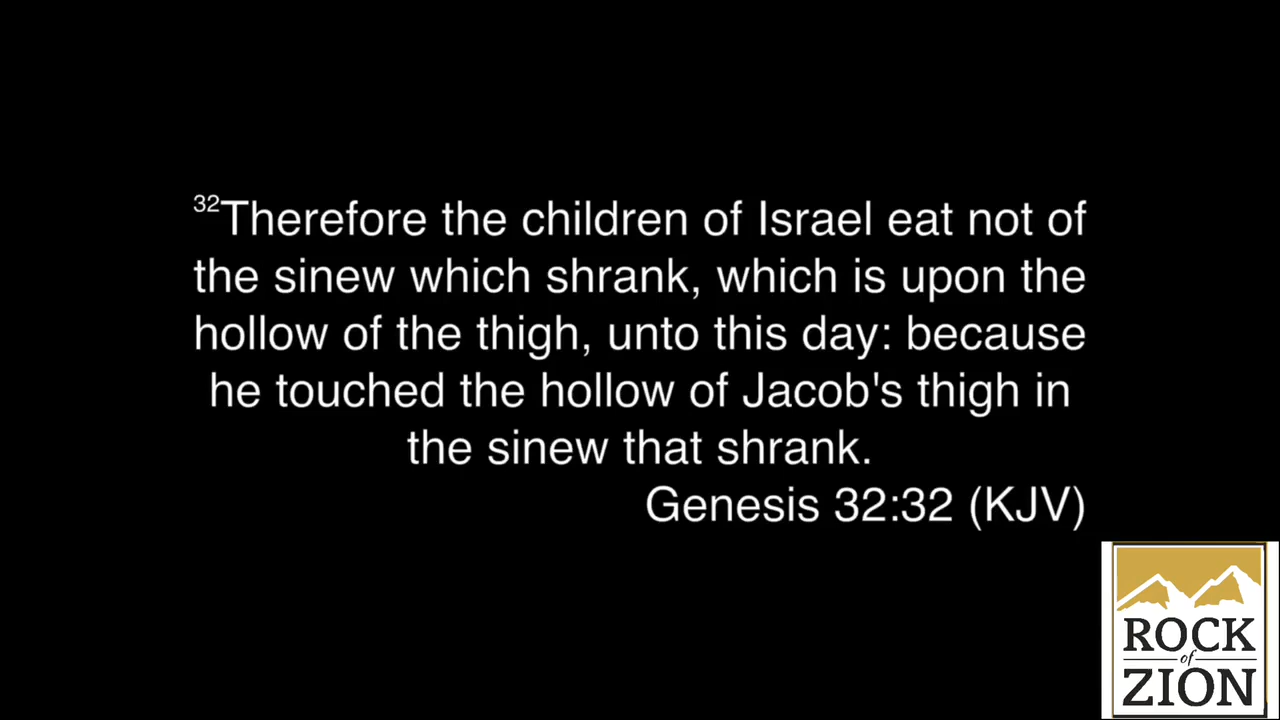 32Therefore the children of Israel eat not of
the sinew which shrank, which is upon the
hollow of the thigh, unto this day: because
he touched the hollow of Jacob's thigh in
the sinew that shrank.
Genesis 32:32 (KJV)
ROCK
of
ZION